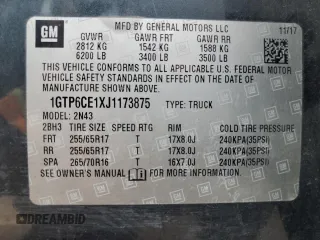 GM
MFD BY GENERAL MOTORS LLC
11/17
GVWR GAWR FRT GAWR RR
2812 KG 1542 KG 1588 KG
6200 LB 3400 LB 3500 LB
THIS VEHICLE CONFORMS TO ALL APPLICABLE U.S. FEDERAL MOTOR
VEHICLE SAFETY STANDARDS IN EFFECT ON THE DATE OF
MANUFACTURE SHOWN ABOVE.
1GTP6CE1XJ1173875 TYPE: TRUCK
MODEL: 2N43
2BH3 TIRE SIZE SPEED RTG RIM COLD TIRE PRESSURE
FRT 255/65R17 T 17X8.0J 240KPA(35PSI)
RR 255/65R17 T 17X8.0J 240KPA(35PSI)
SPA 265/70R16 T 16X7.0J 240KPA(35PSI)
SEE OWNER'S MANUAL FOR ADDITIONAL INFORMATION.
DREAMBID